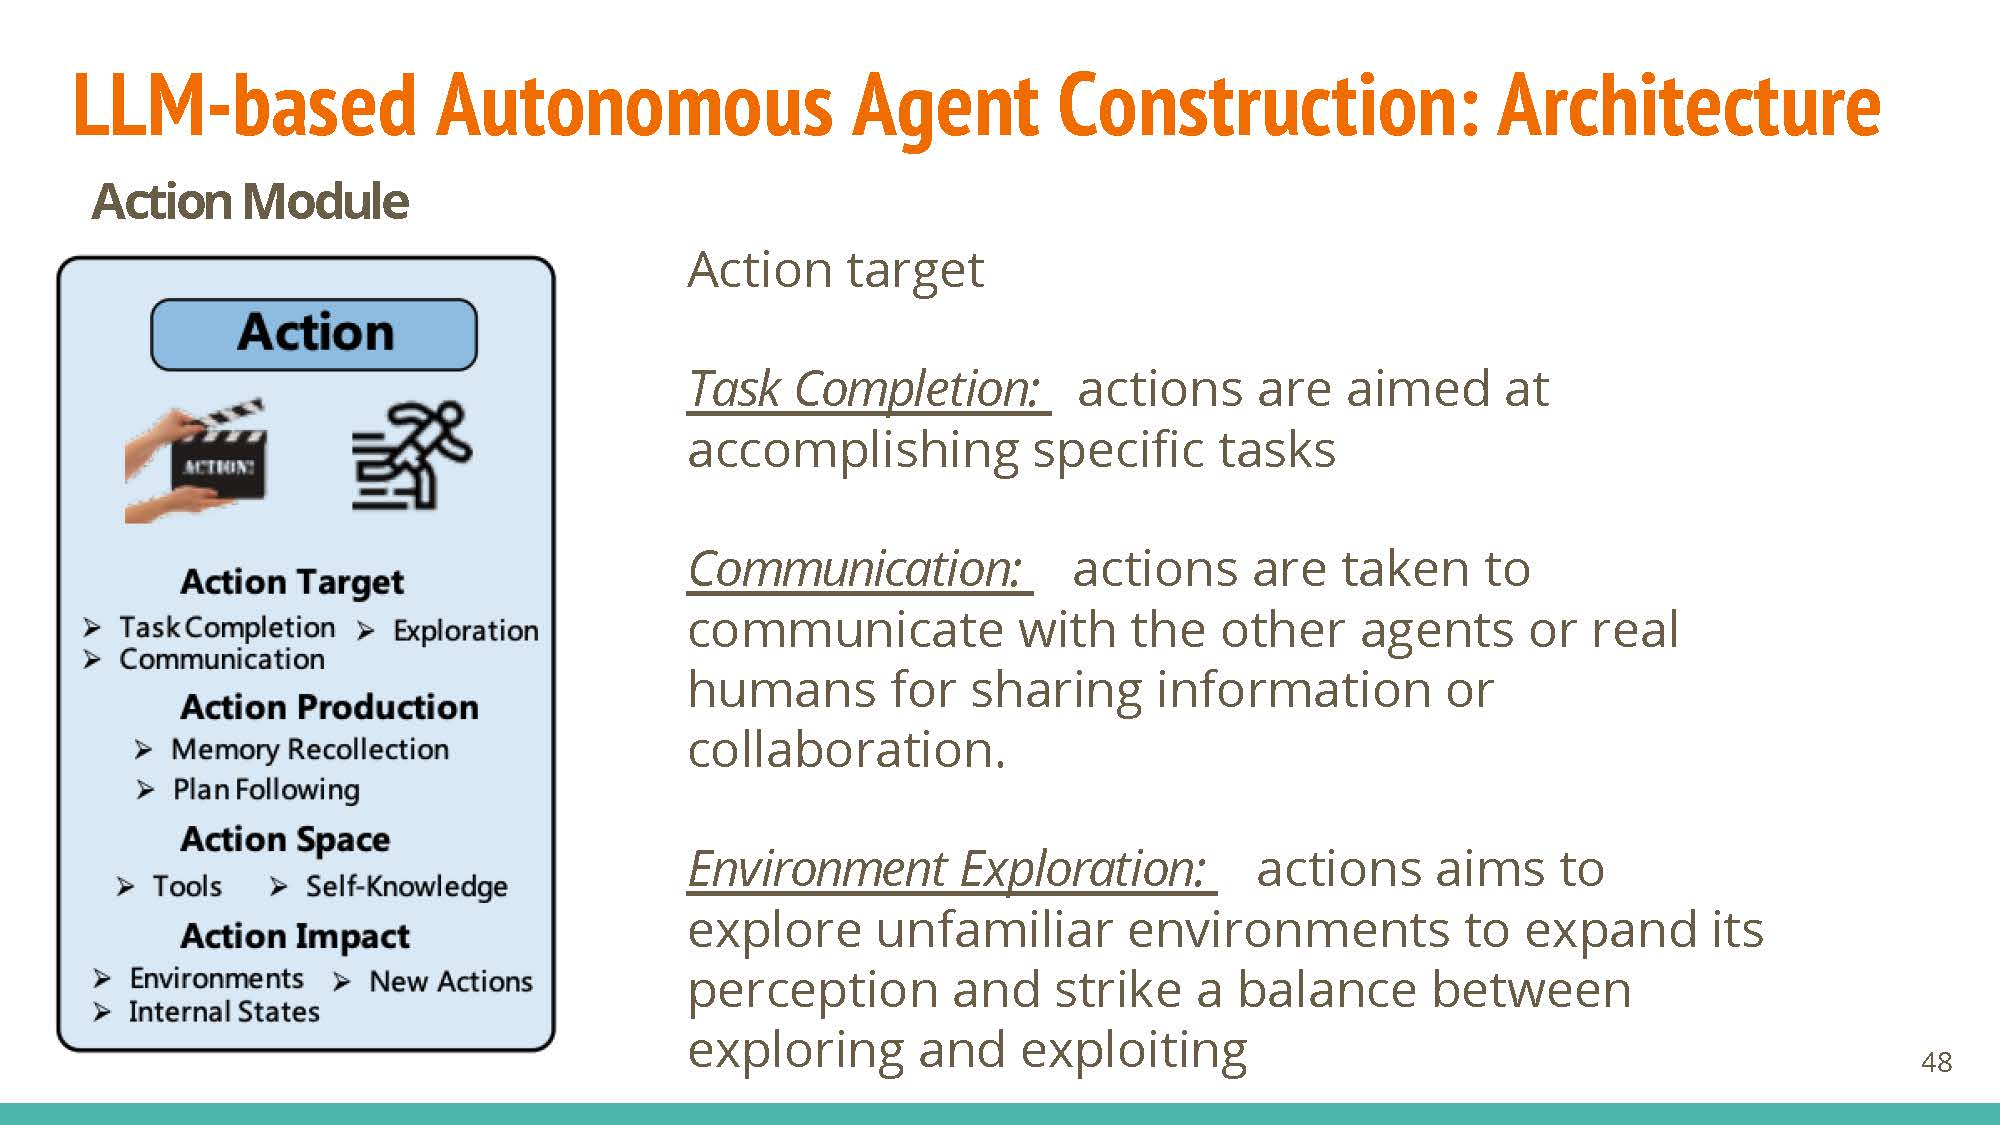 LLM-based Autonomous Agent Construction: Architecture
Action Module
Action
ACTION!
Action Target
➢ Task Completion ➢ Exploration
➢ Communication
Action Production
➢ Memory Recollection
➢ Plan Following
Action Space
➢ Tools ➢ Self-Knowledge
Action Impact
➢ Environments ➢ New Actions
➢ Internal States
Action target
Task Completion: actions are aimed at
accomplishing specific tasks
Communication: actions are taken to
communicate with the other agents or real
humans for sharing information or
collaboration.
Environment Exploration: actions aims to
explore unfamiliar environments to expand its
perception and strike a balance between
exploring and exploiting
48